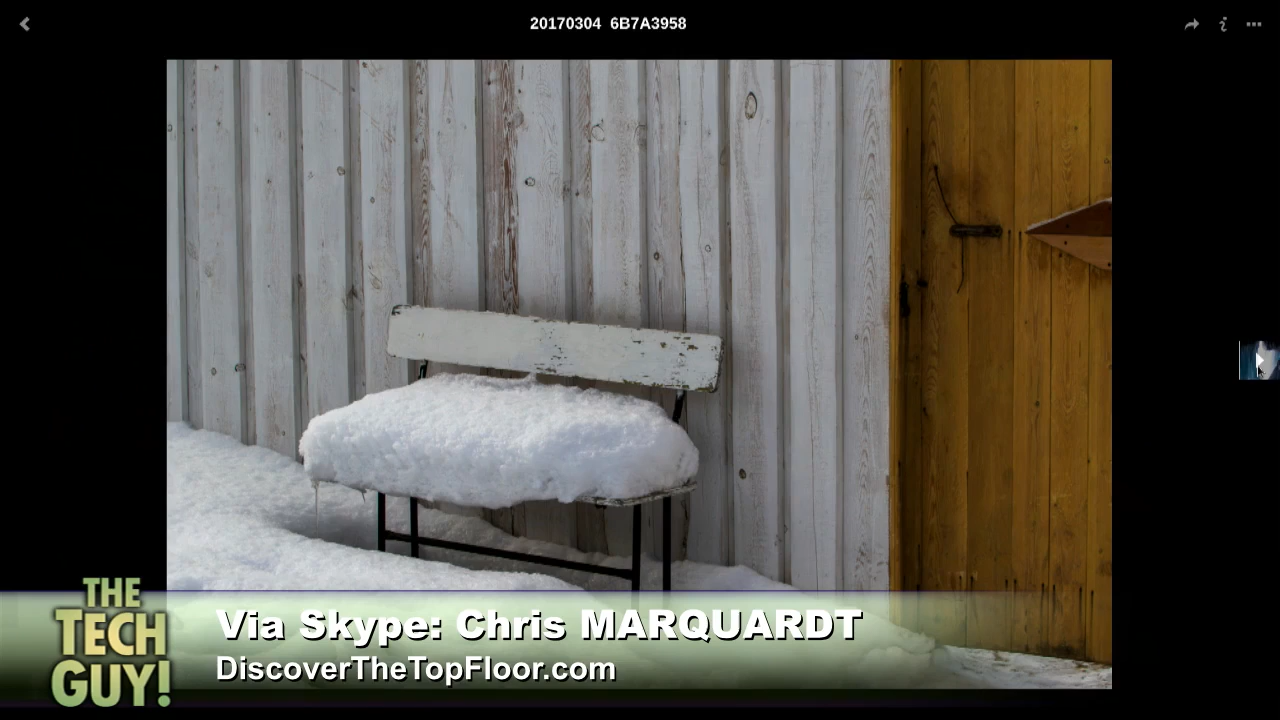 20170304 6B7A3958
THE
TECH
GUY!
Via Skype: Chris MARQUARDT
DiscoverTheTopFloor.com